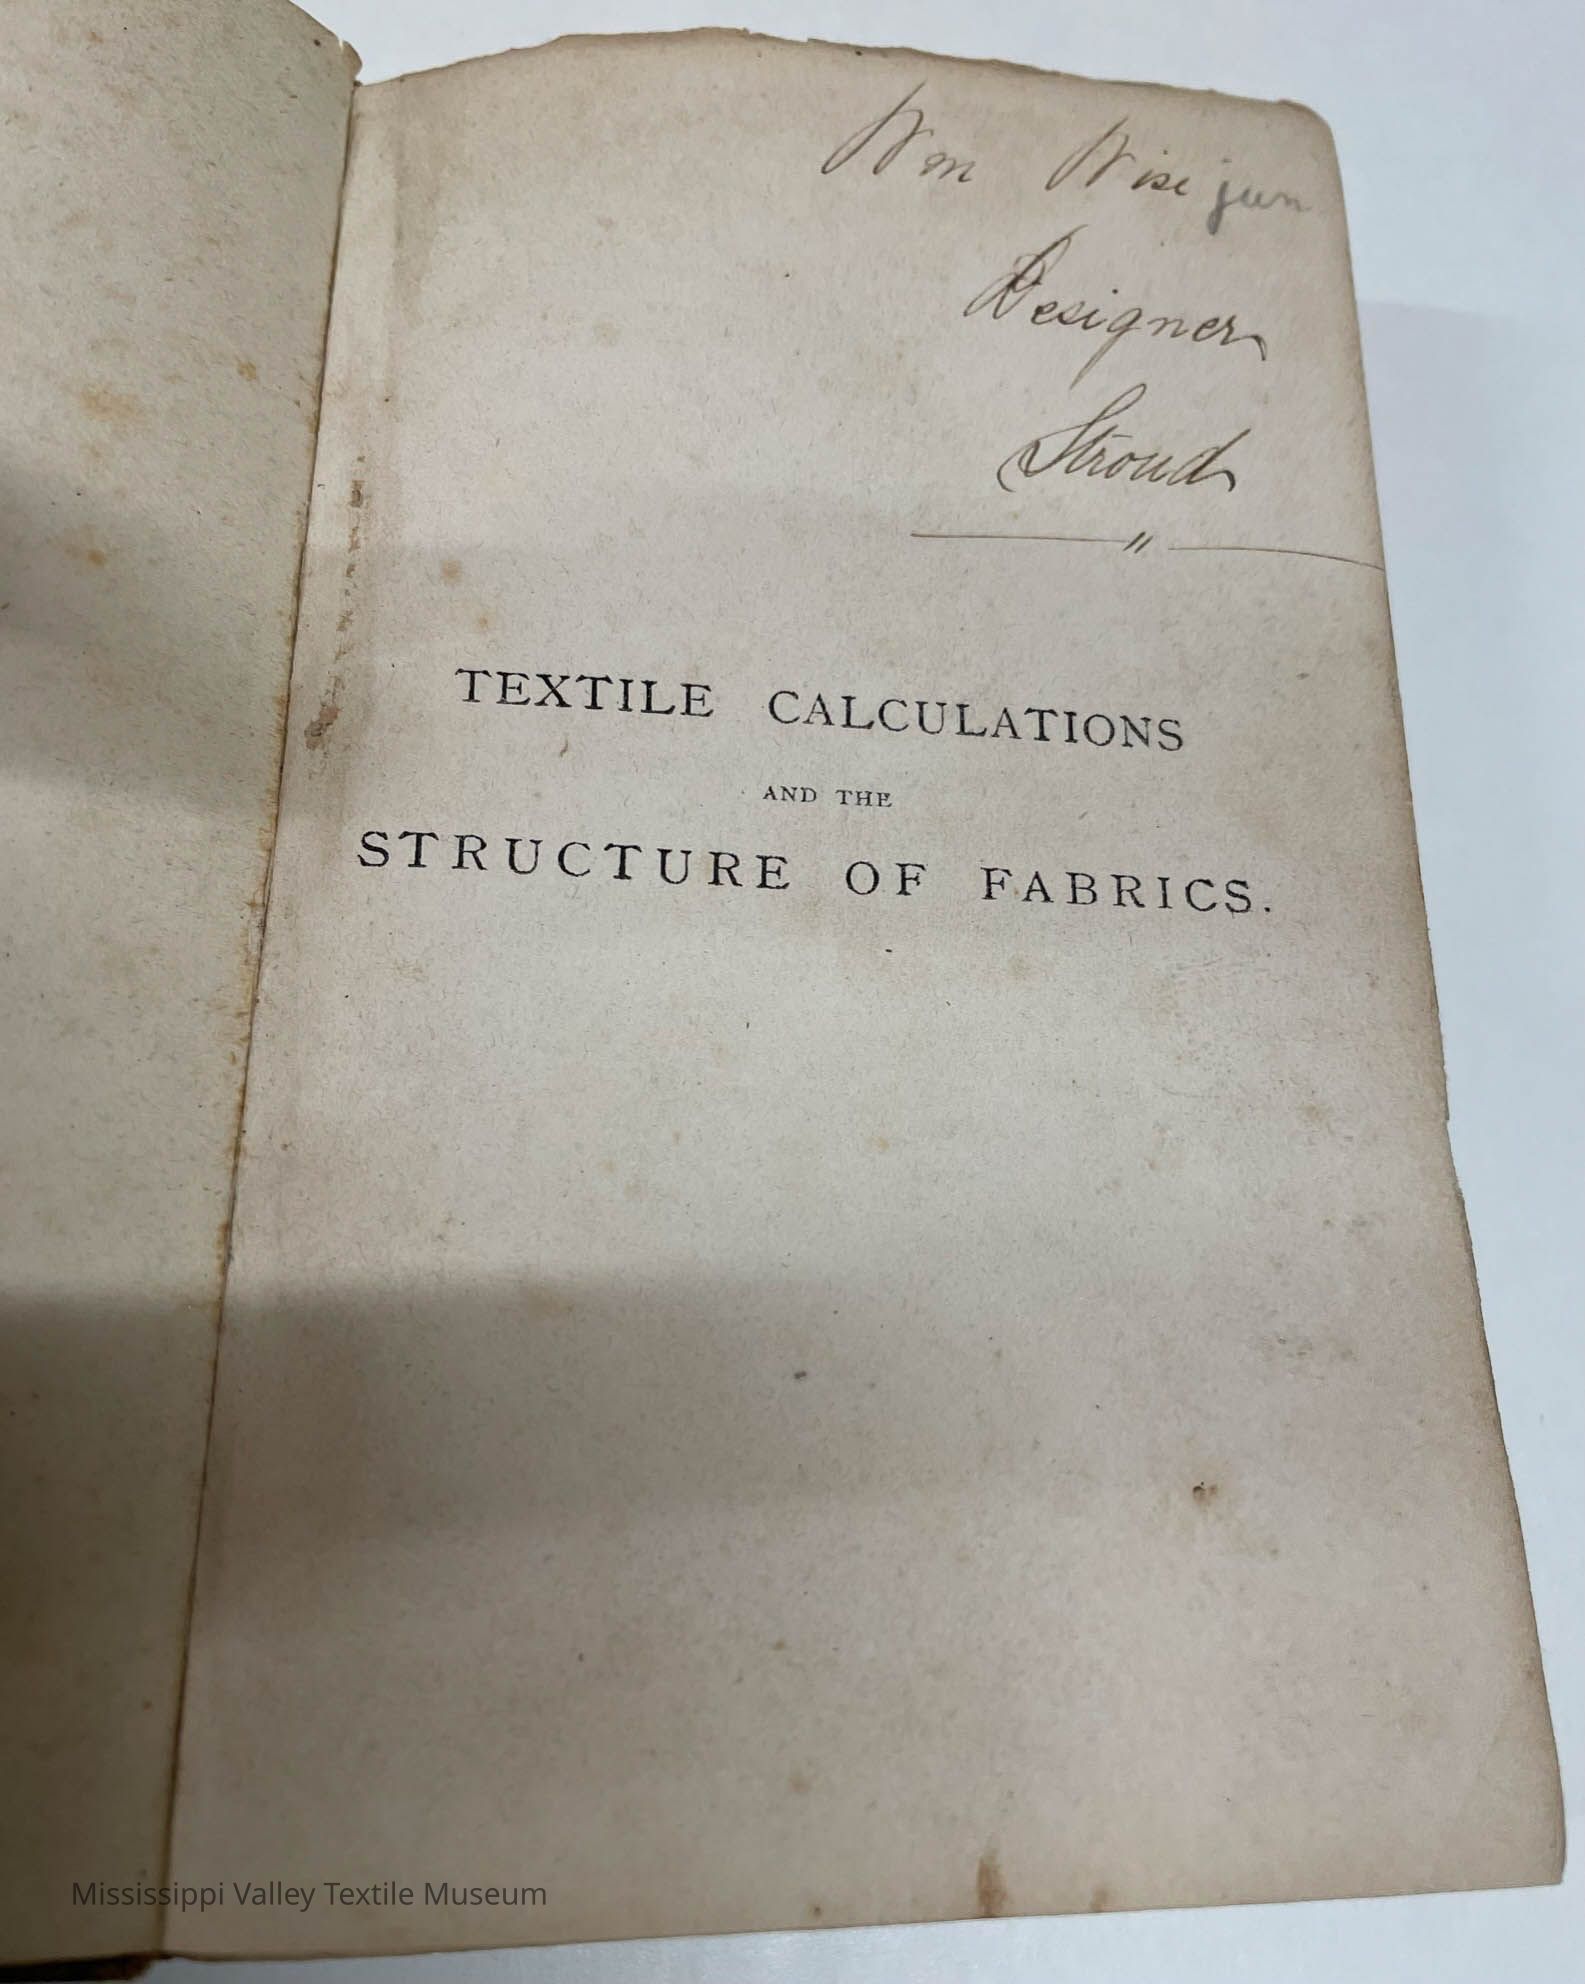 Wm Wise jun
Designer
Stroud
"
TEXTILE CALCULATIONS
AND THE
STRUCTURE OF FABRICS.
Mississippi Valley Textile Museum